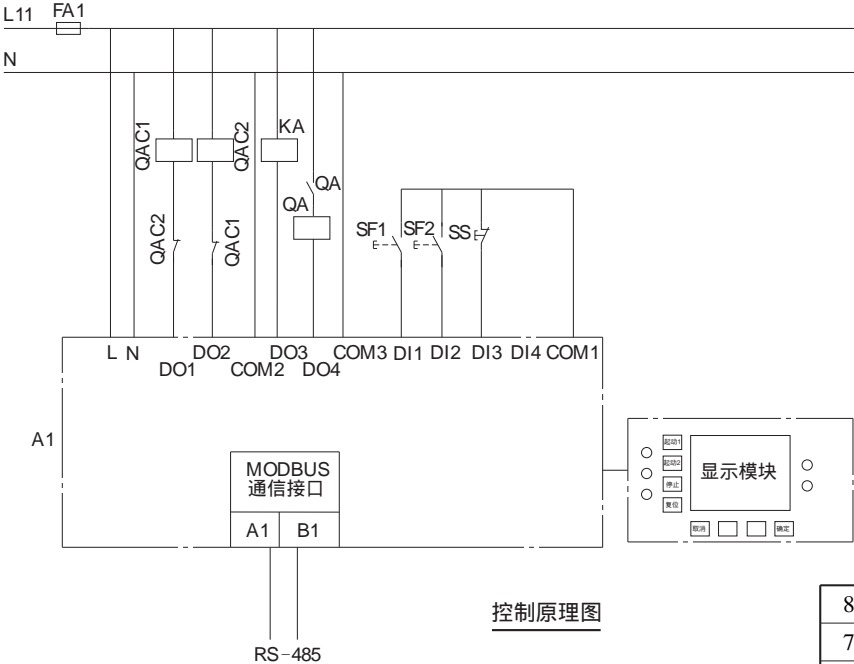 L11 FA1
N
QAC1
QAC2
KA
QA
QA
QAC2
QAC1
SF1
SF2
SS
L N DO2 DO3 COM3 DI1 DI2 DI3 DI4 COM1
DO1 COM2 DO4
A1
MODBUS
通信接口
A1 B1
起动1
起动2
停止
复位
显示模块
取消
确定
控制原理图
RS-485
8
7